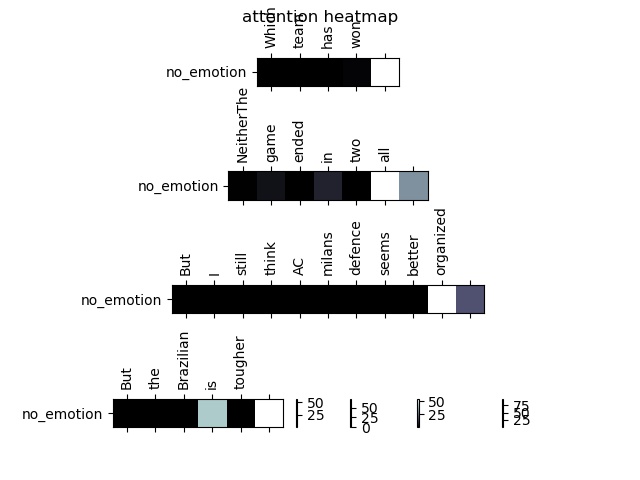 attention heatmap
Which team has won
no_emotion
NeitherThe game ended in two all
no_emotion
But I still think AC milans defence seems better organized
no_emotion
But the Brazilian is tougher
no_emotion
50 25
50 25 0
50 25
75 50 25